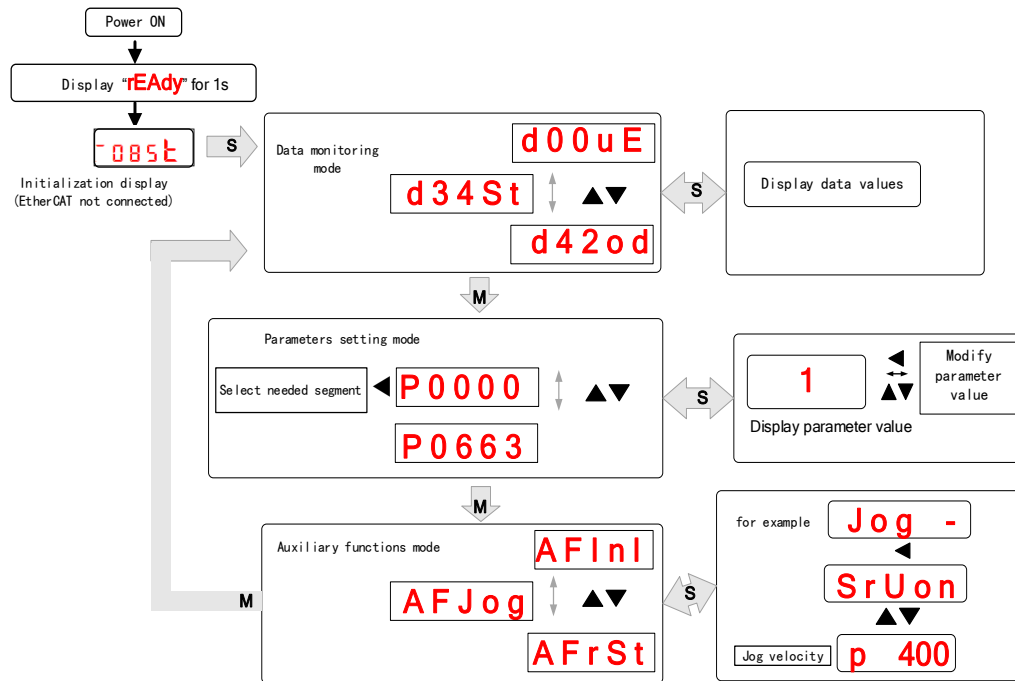 Power ON
Display “rEAdy” for 1s
-085t
Initialization display
(EtherCAT not connected)
S
Data monitoring
mode
d00uE
d34St
d42od
S
Display data values
M
Parameters setting mode
Select needed segment
P0000
P0663
S
1
Modify
parameter
value
Display parameter value
M
Auxiliary functions mode
AFInI
AFJog
AFrSt
M
S
for example
Jog -
SrUon
Jog velocity
p 400